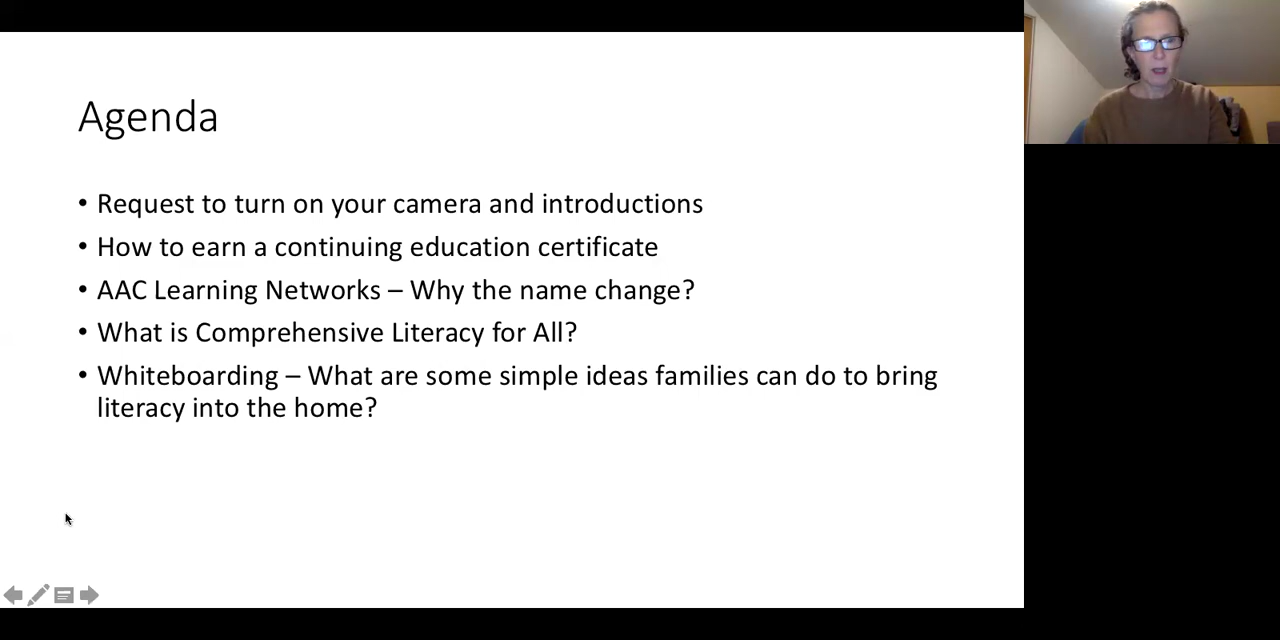 Agenda
• Request to turn on your camera and introductions
• How to earn a continuing education certificate
• AAC Learning Networks – Why the name change?
• What is Comprehensive Literacy for All?
• Whiteboarding – What are some simple ideas families can do to bring
literacy into the home?